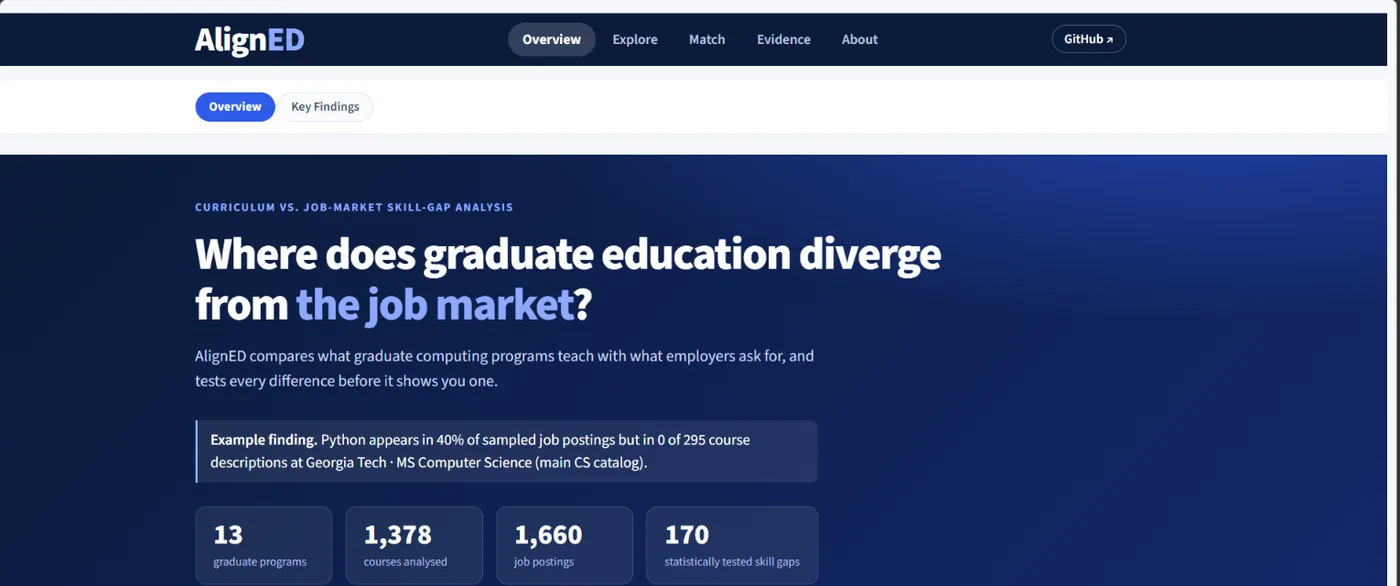 AlignED
Overview
Explore
Match
Evidence
About
GitHub ↗
Overview
Key Findings
CURRICULUM VS. JOB-MARKET SKILL-GAP ANALYSIS
Where does graduate education diverge
from the job market?
AlignED compares what graduate computing programs teach with what employers ask for, and
tests every difference before it shows you one.
Example finding. Python appears in 40% of sampled job postings but in 0 of 295 course
descriptions at Georgia Tech · MS Computer Science (main CS catalog).
13
graduate programs
1,378
courses analysed
1,660
job postings
170
statistically tested skill gaps